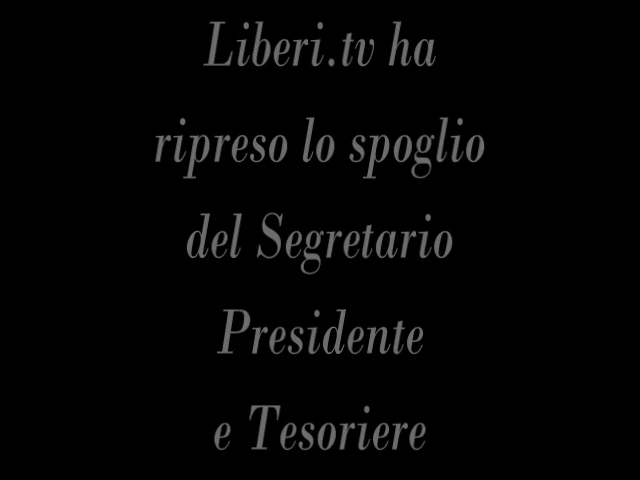 Liberi.tv ha
ripreso lo spoglio
del Segretario
Presidente
e Tesoriere